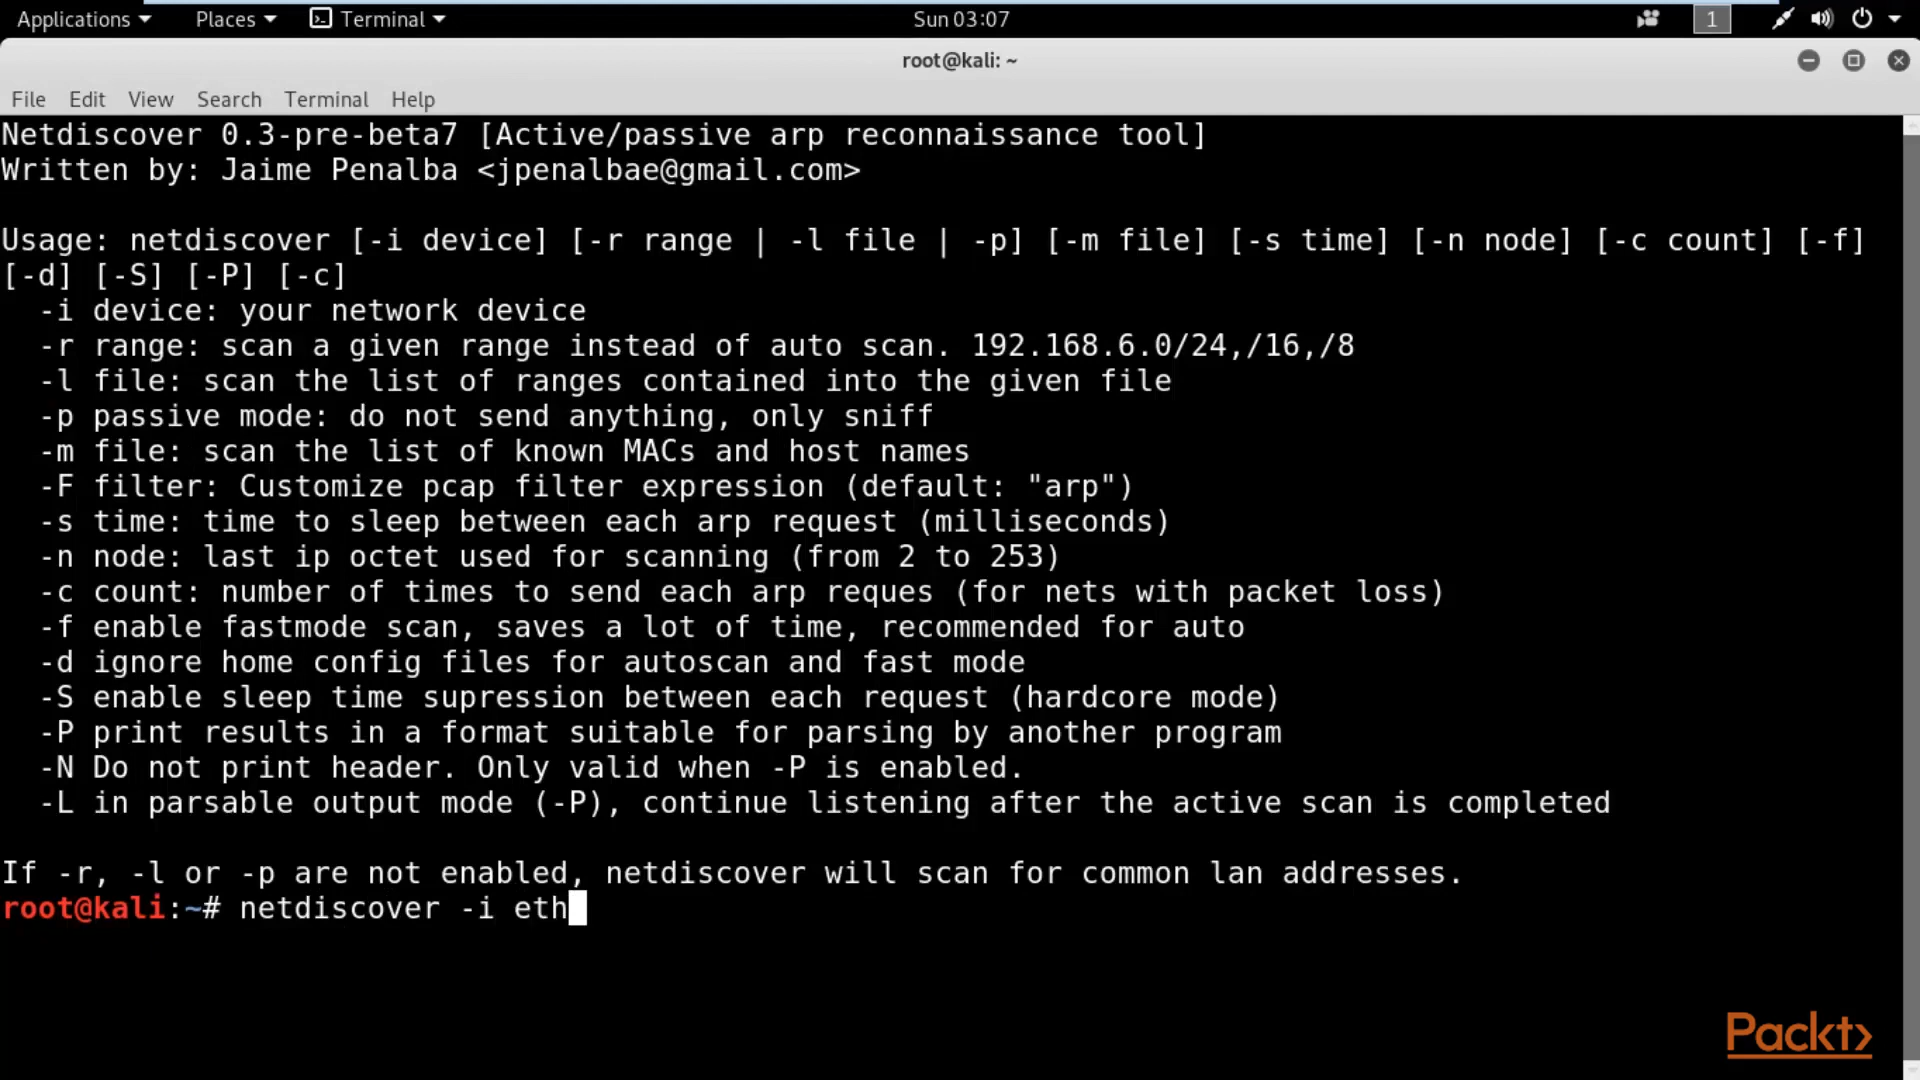 Applications Places Terminal Sun 03:07 1
root@kali: ~
File Edit View Search Terminal Help
Netdiscover 0.3-pre-beta7 [Active/passive arp reconnaissance tool]
Written by: Jaime Penalba <jpenalbae@gmail.com>
Usage: netdiscover [-i device] [-r range | -l file | -p] [-m file] [-s time] [-n node] [-c count] [-f]
[-d] [-S] [-P] [-c]
-i device: your network device
-r range: scan a given range instead of auto scan. 192.168.6.0/24,/16,/8
-l file: scan the list of ranges contained into the given file
-p passive mode: do not send anything, only sniff
-m file: scan the list of known MACs and host names
-F filter: Customize pcap filter expression (default: "arp")
-s time: time to sleep between each arp request (milliseconds)
-n node: last ip octet used for scanning (from 2 to 253)
-c count: number of times to send each arp reques (for nets with packet loss)
-f enable fastmode scan, saves a lot of time, recommended for auto
-d ignore home config files for autoscan and fast mode
-S enable sleep time supression between each request (hardcore mode)
-P print results in a format suitable for parsing by another program
-N Do not print header. Only valid when -P is enabled.
-L in parsable output mode (-P), continue listening after the active scan is completed
If -r, -l or -p are not enabled, netdiscover will scan for common lan addresses.
root@kali:~# netdiscover -i eth
Packt>